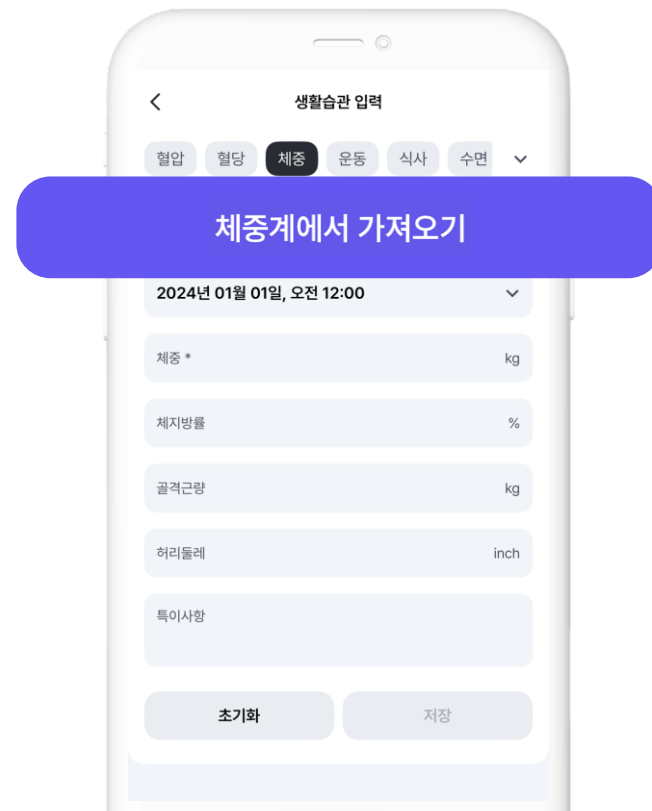 생활습관 입력
혈압 혈당 체중 운동 식사 수면
체중계에서 가져오기
2024년 01월 01일, 오전 12:00
체중 * kg
체지방률 %
골격근량 kg
허리둘레 inch
특이사항
초기화 저장